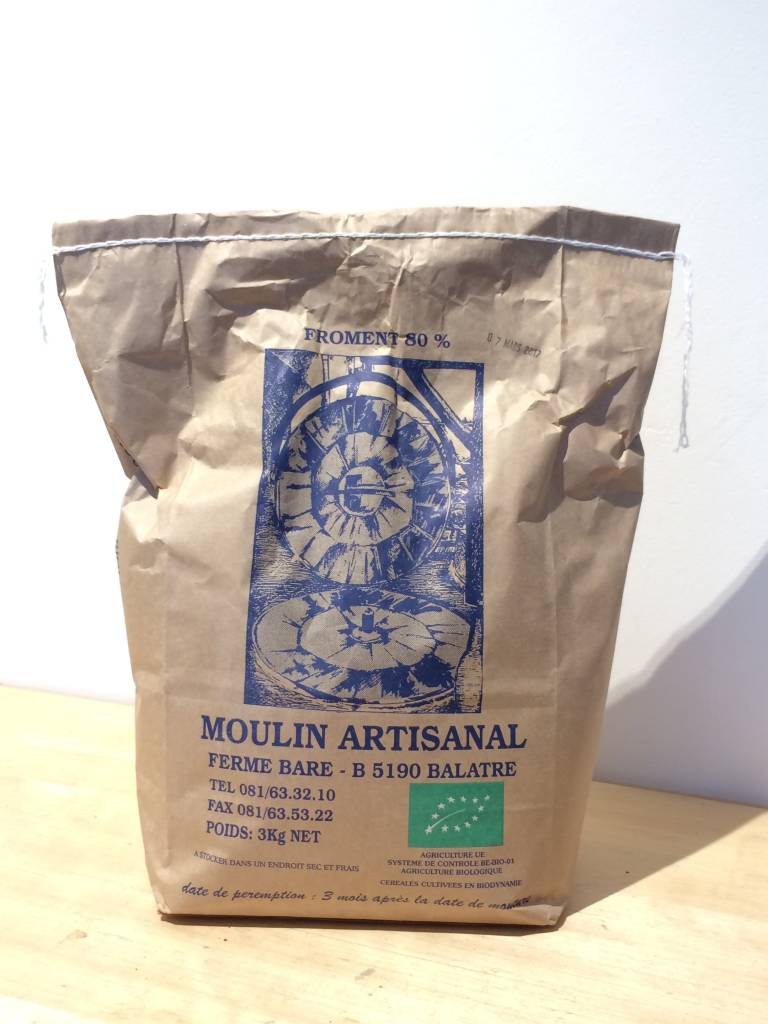 FROMENT 80 %
07 MARS 2017
MOULIN ARTISANAL
FERME BARE - B 5190 BALATRE
TEL 081/63.32.10
FAX 081/63.53.22
POIDS: 3Kg NET
A STOCKER DANS UN ENDROIT SEC ET FRAIS
AGRICULTURE UE
SYSTEME DE CONTROLE BE-BIO-01
AGRICULTURE BIOLOGIQUE
CEREALES CULTIVEES EN BIODYNAMIE
date de peremption : 3 mois après la date de